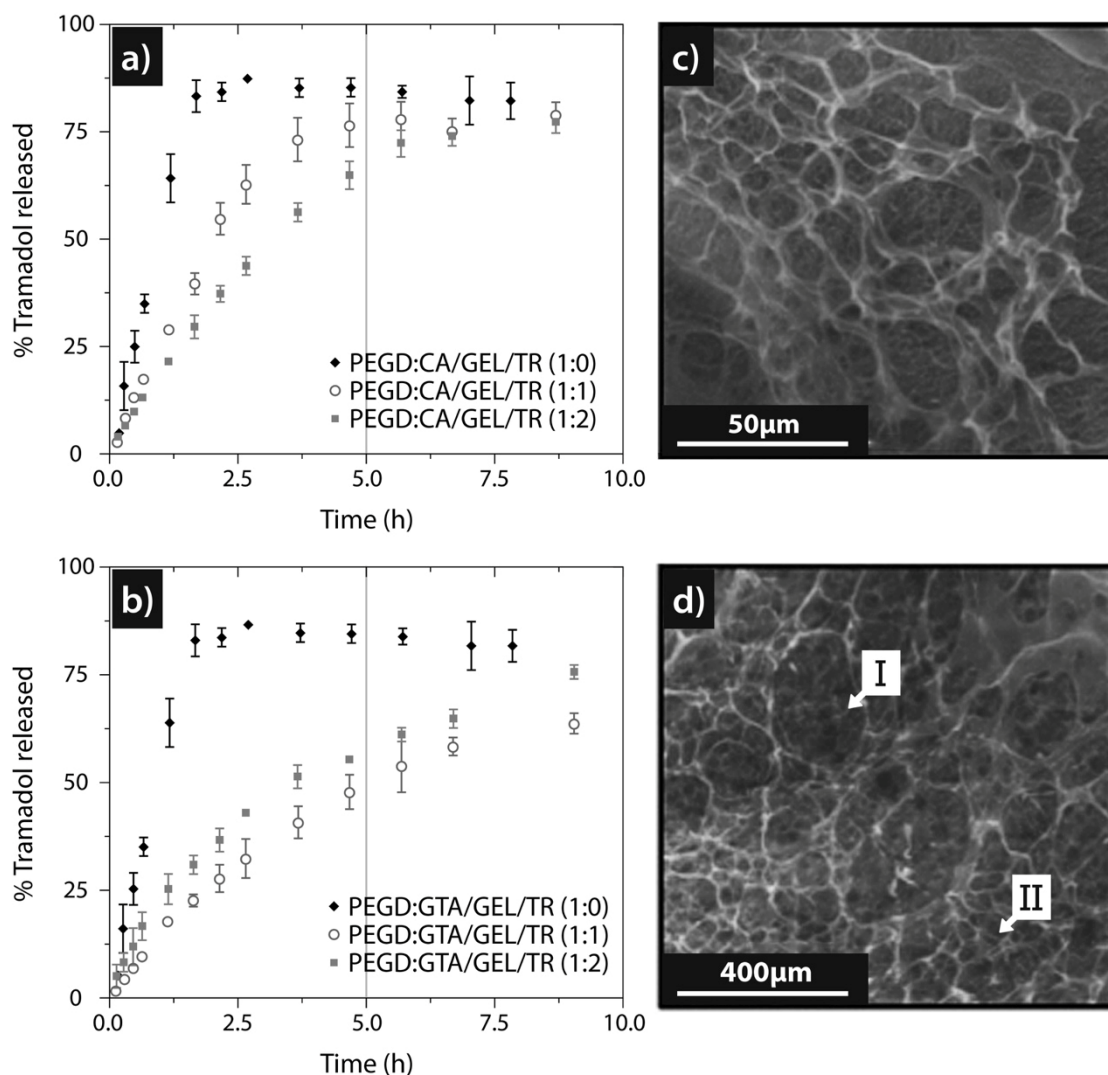 a)
100
75
50
25
0
% Tramadol released
PEGD:CA/GEL/TR (1:0)
PEGD:CA/GEL/TR (1:1)
PEGD:CA/GEL/TR (1:2)
0.0 2.5 5.0 7.5 10.0
Time (h)
c)
50µm
b)
100
75
50
25
0
% Tramadol released
PEGD:GTA/GEL/TR (1:0)
PEGD:GTA/GEL/TR (1:1)
PEGD:GTA/GEL/TR (1:2)
0.0 2.5 5.0 7.5 10.0
Time (h)
d)
I
II
400µm